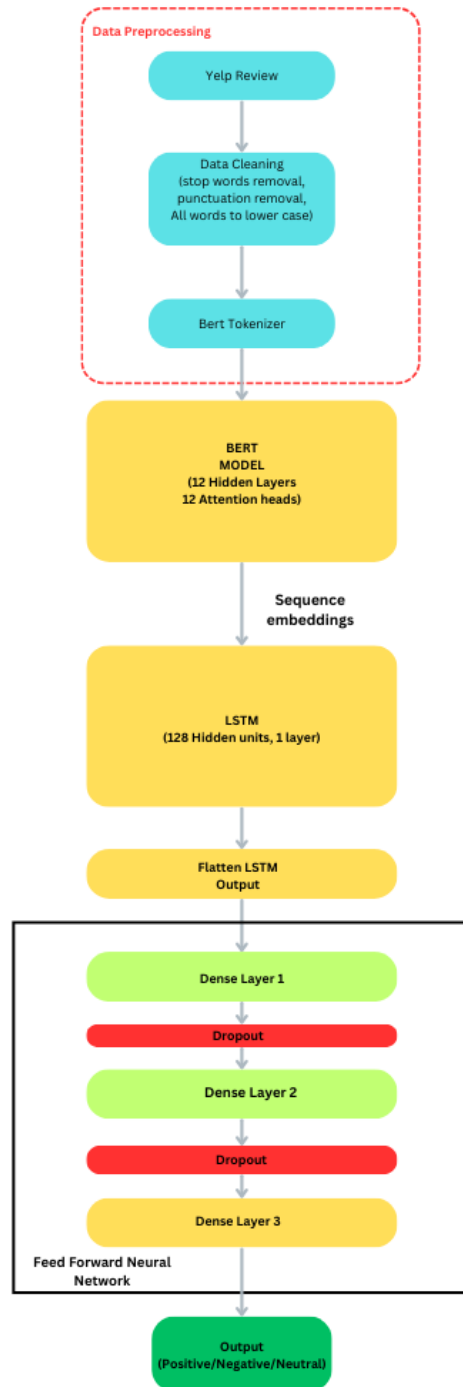 Data Preprocessing
Yelp Review
Data Cleaning
(stop words removal,
punctuation removal,
All words to lower case)
Bert Tokenizer
BERT
MODEL
(12 Hidden Layers
12 Attention heads)
Sequence
embeddings
LSTM
(128 Hidden units, 1 layer)
Flatten LSTM
Output
Dense Layer 1
Dropout
Dense Layer 2
Dropout
Dense Layer 3
Feed Forward Neural
Network
Output
(Positive/Negative/Neutral)